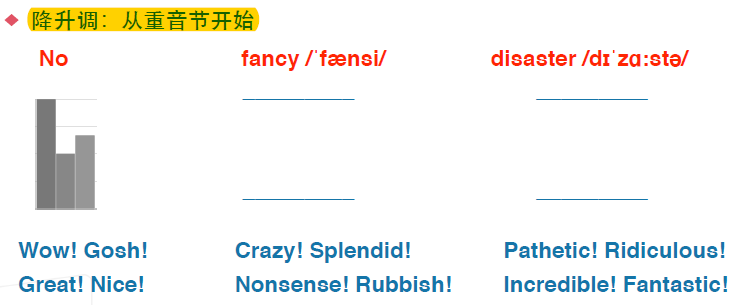 降升调：从重音节开始
No fancy /ˈfænsi/ disaster /dɪˈzɑːstə/
Wow! Gosh! Crazy! Splendid! Pathetic! Ridiculous!
Great! Nice! Nonsense! Rubbish! Incredible! Fantastic!